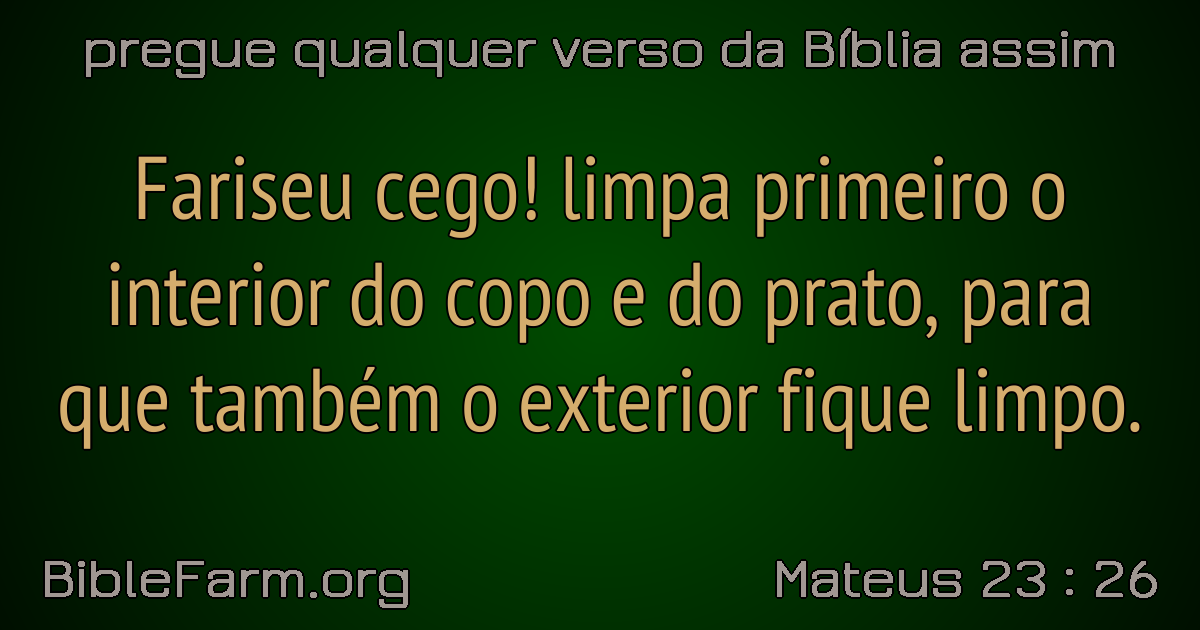 pregue qualquer verso da Bíblia assim
Fariseu cego! limpa primeiro o
interior do copo e do prato, para
que também o exterior fique limpo.
BibleFarm.org
Mateus 23 : 26